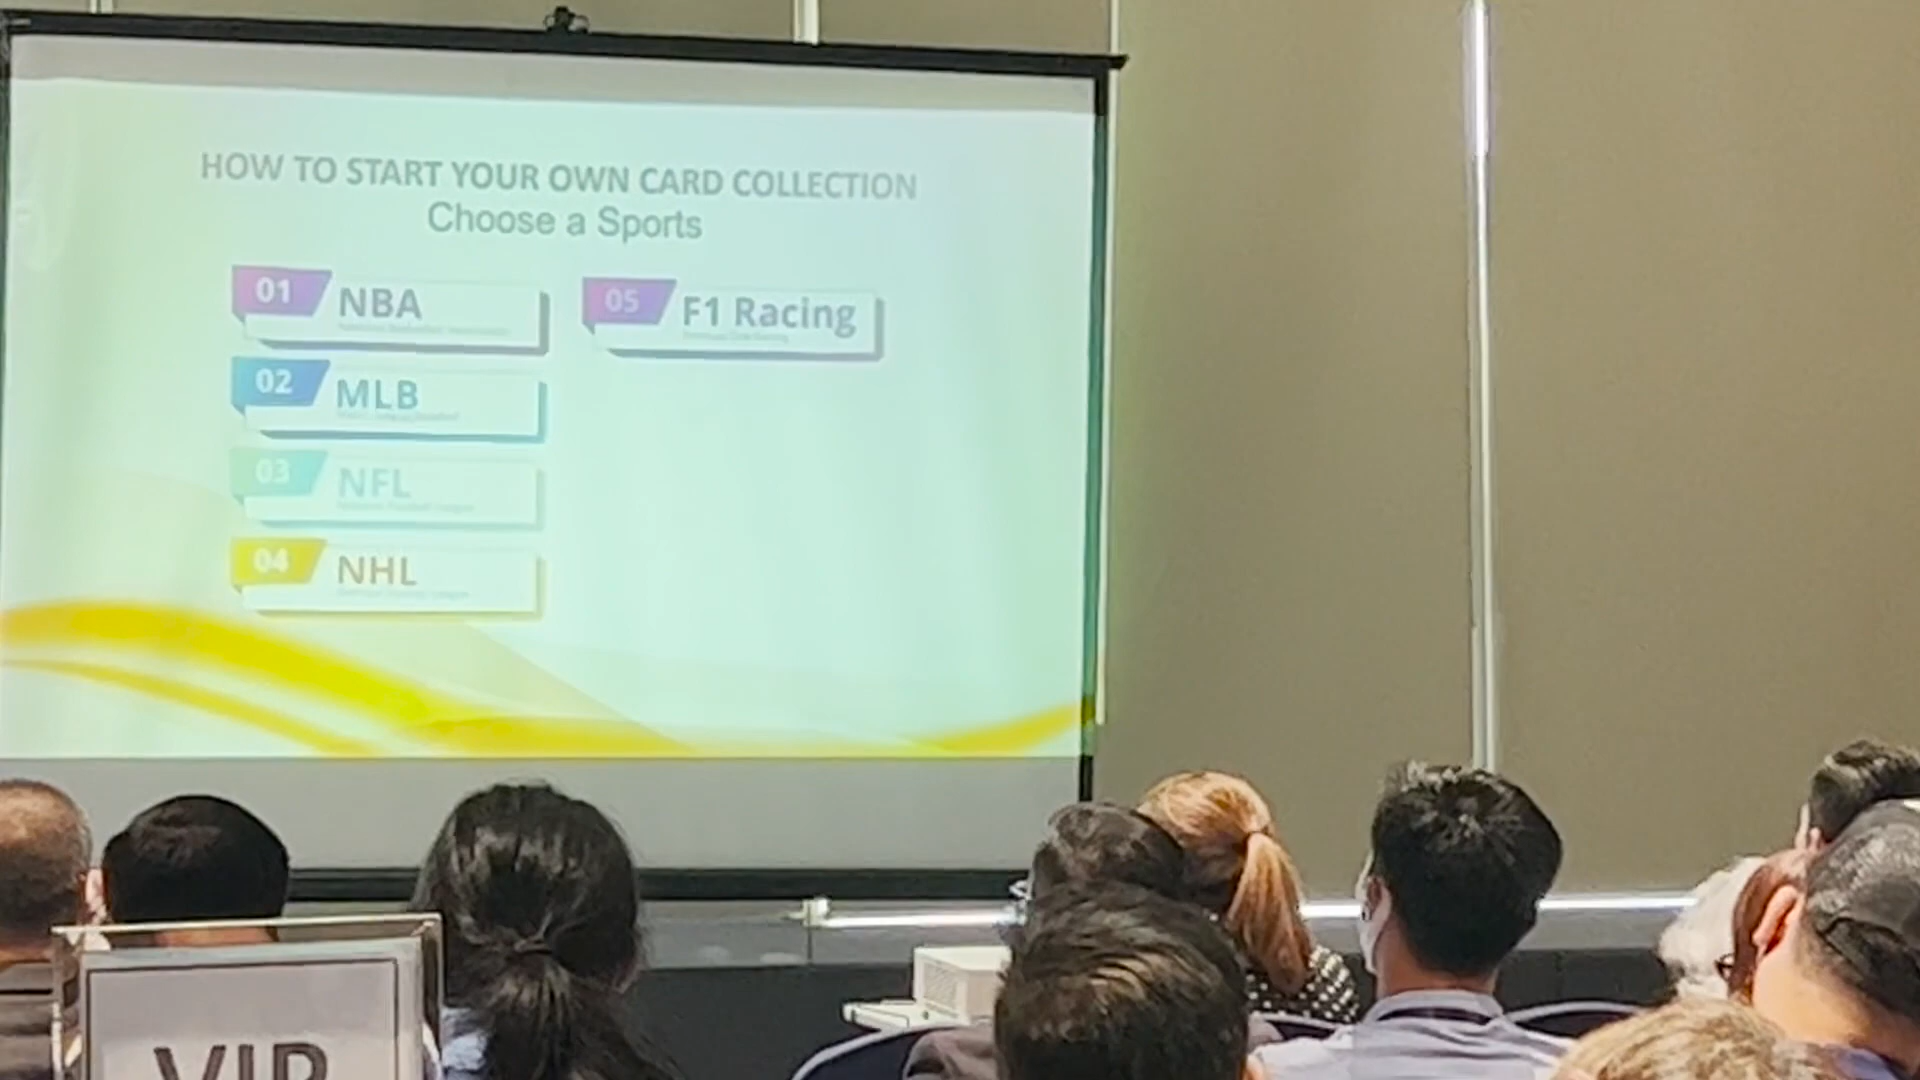 HOW TO START YOUR OWN CARD COLLECTION
Choose a Sports
01 NBA
02 MLB
03 NFL
04 NHL
05 F1 Racing
VIP